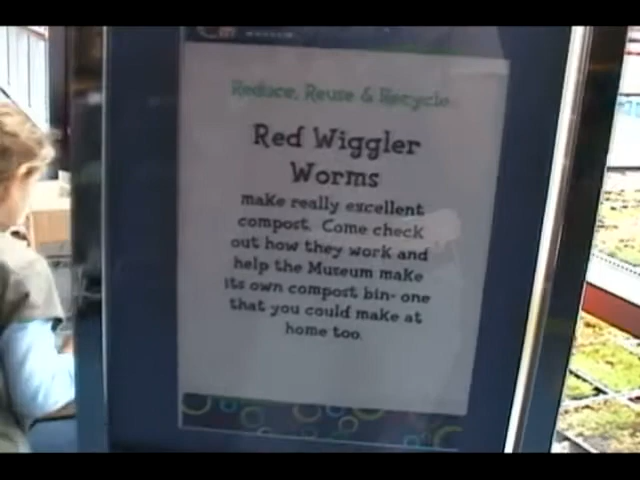 Reduce, Reuse & Recycle
Red Wiggler
Worms
make really excellent
compost. Come check
out how they work and
help the Museum make
its own compost bin- one
that you could make at
home too.